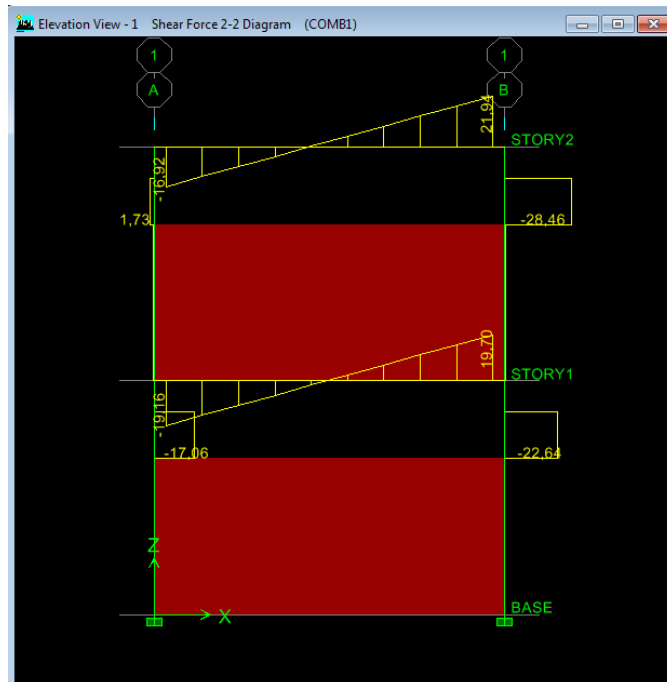 Elevation View - 1 Shear Force 2-2 Diagram (COMB1)
1 1
A B
21,94
STORY2
-16,92
1,73 -28,46
19,70
STORY1
-19,16
-17,06 -22,64
Z
X
BASE